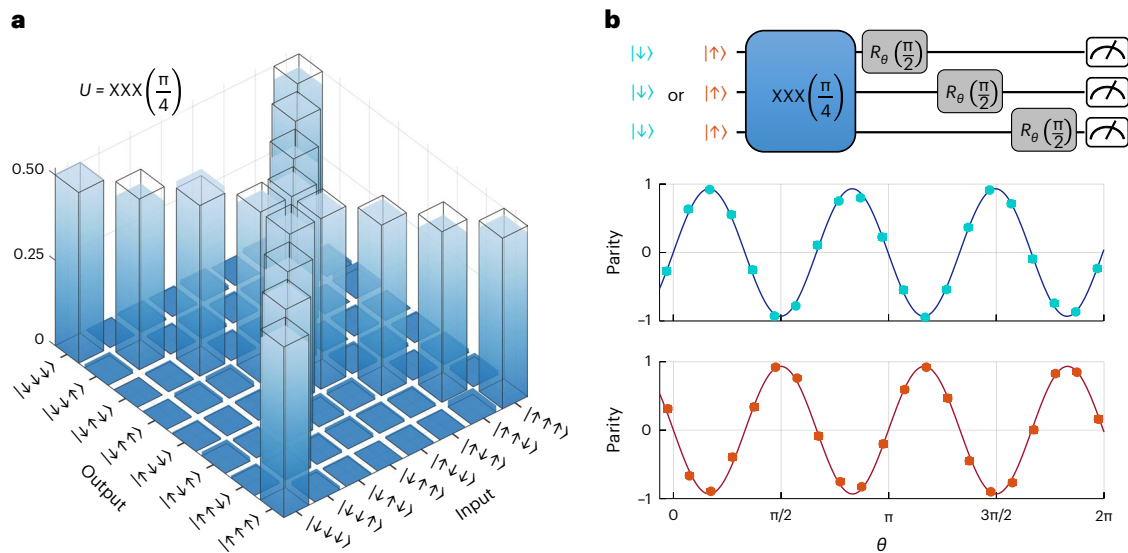 a
U = XXX(π/4)
0.50
0.25
0
|↓↓↓⟩
|↓↓↑⟩
|↓↑↓⟩
|↓↑↑⟩
|↑↓↓⟩
|↑↓↑⟩
|↑↑↓⟩
|↑↑↑⟩
Output
|↓↓↓⟩
|↓↓↑⟩
|↓↑↓⟩
|↓↑↑⟩
|↑↓↓⟩
|↑↓↑⟩
|↑↑↓⟩
|↑↑↑⟩
Input
b
|↓⟩ |↑⟩ Rθ(π/2)
|↓⟩ or |↑⟩ XXX(π/4) Rθ(π/2)
|↓⟩ |↑⟩ Rθ(π/2)
1
0
–1
Parity
1
0
–1
Parity
0 π/2 π 3π/2 2π
θ